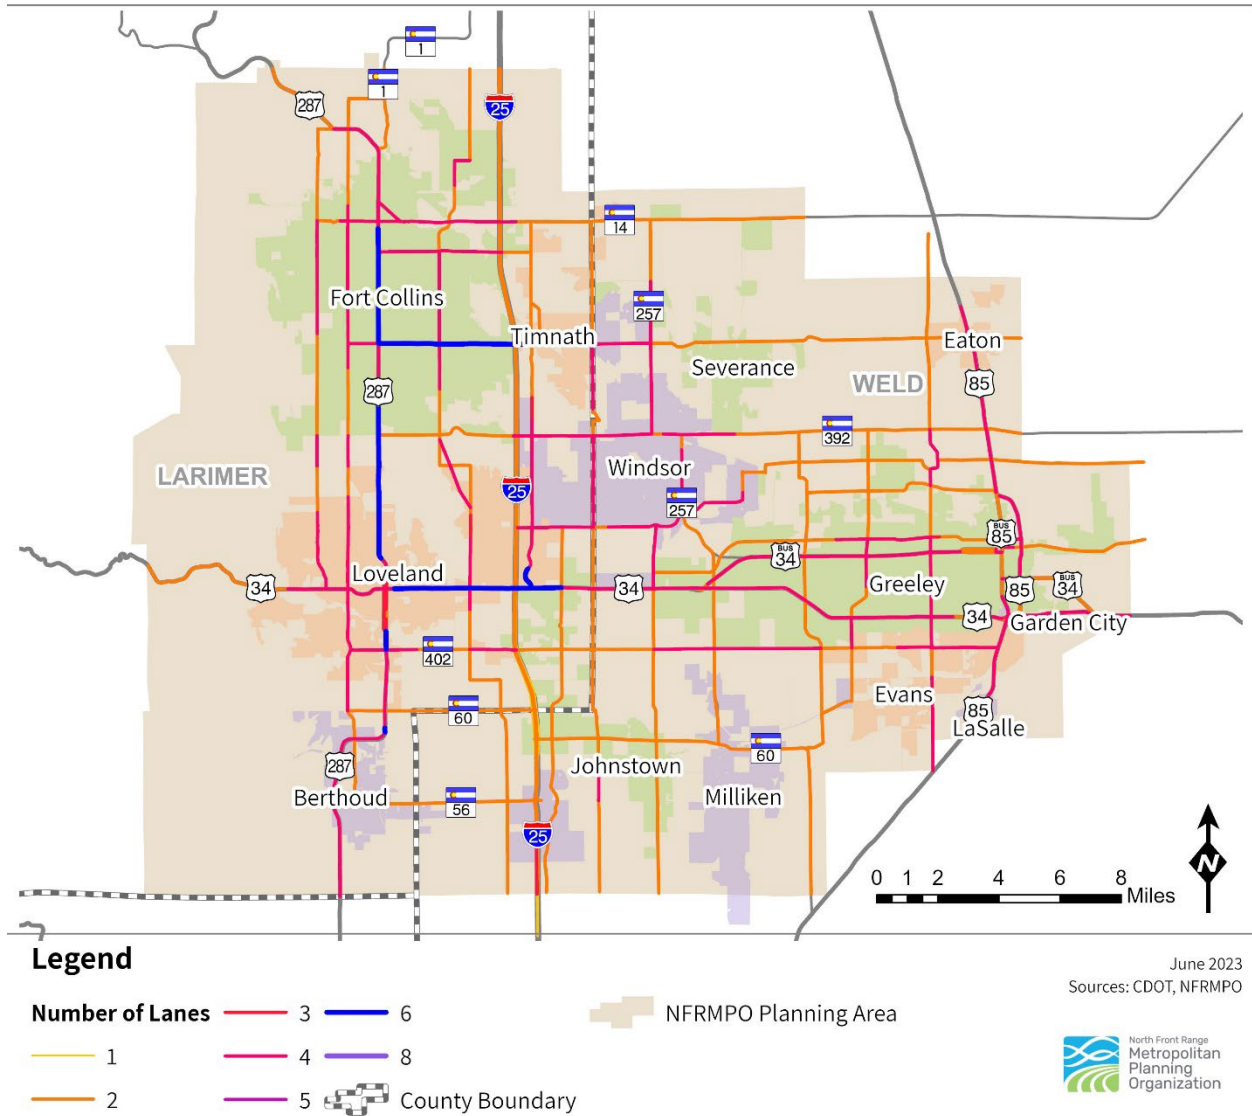 1
1
287
25
14
Fort Collins
257
Timnath
Eaton
Severance
85
287
WELD
392
LARIMER
Windsor
25
257
BUS
85
BUS
34
Loveland
34
34
Greeley
85
BUS
34
34
Garden City
402
Evans
60
85
LaSalle
60
287
Johnstown
Berthoud
56
Milliken
25
N
0 1 2 4 6 8
Miles
Legend
June 2023
Sources: CDOT, NFRMPO
Number of Lanes
3
6
NFRMPO Planning Area
1
4
8
2
5
County Boundary
North Front Range
Metropolitan
Planning
Organization